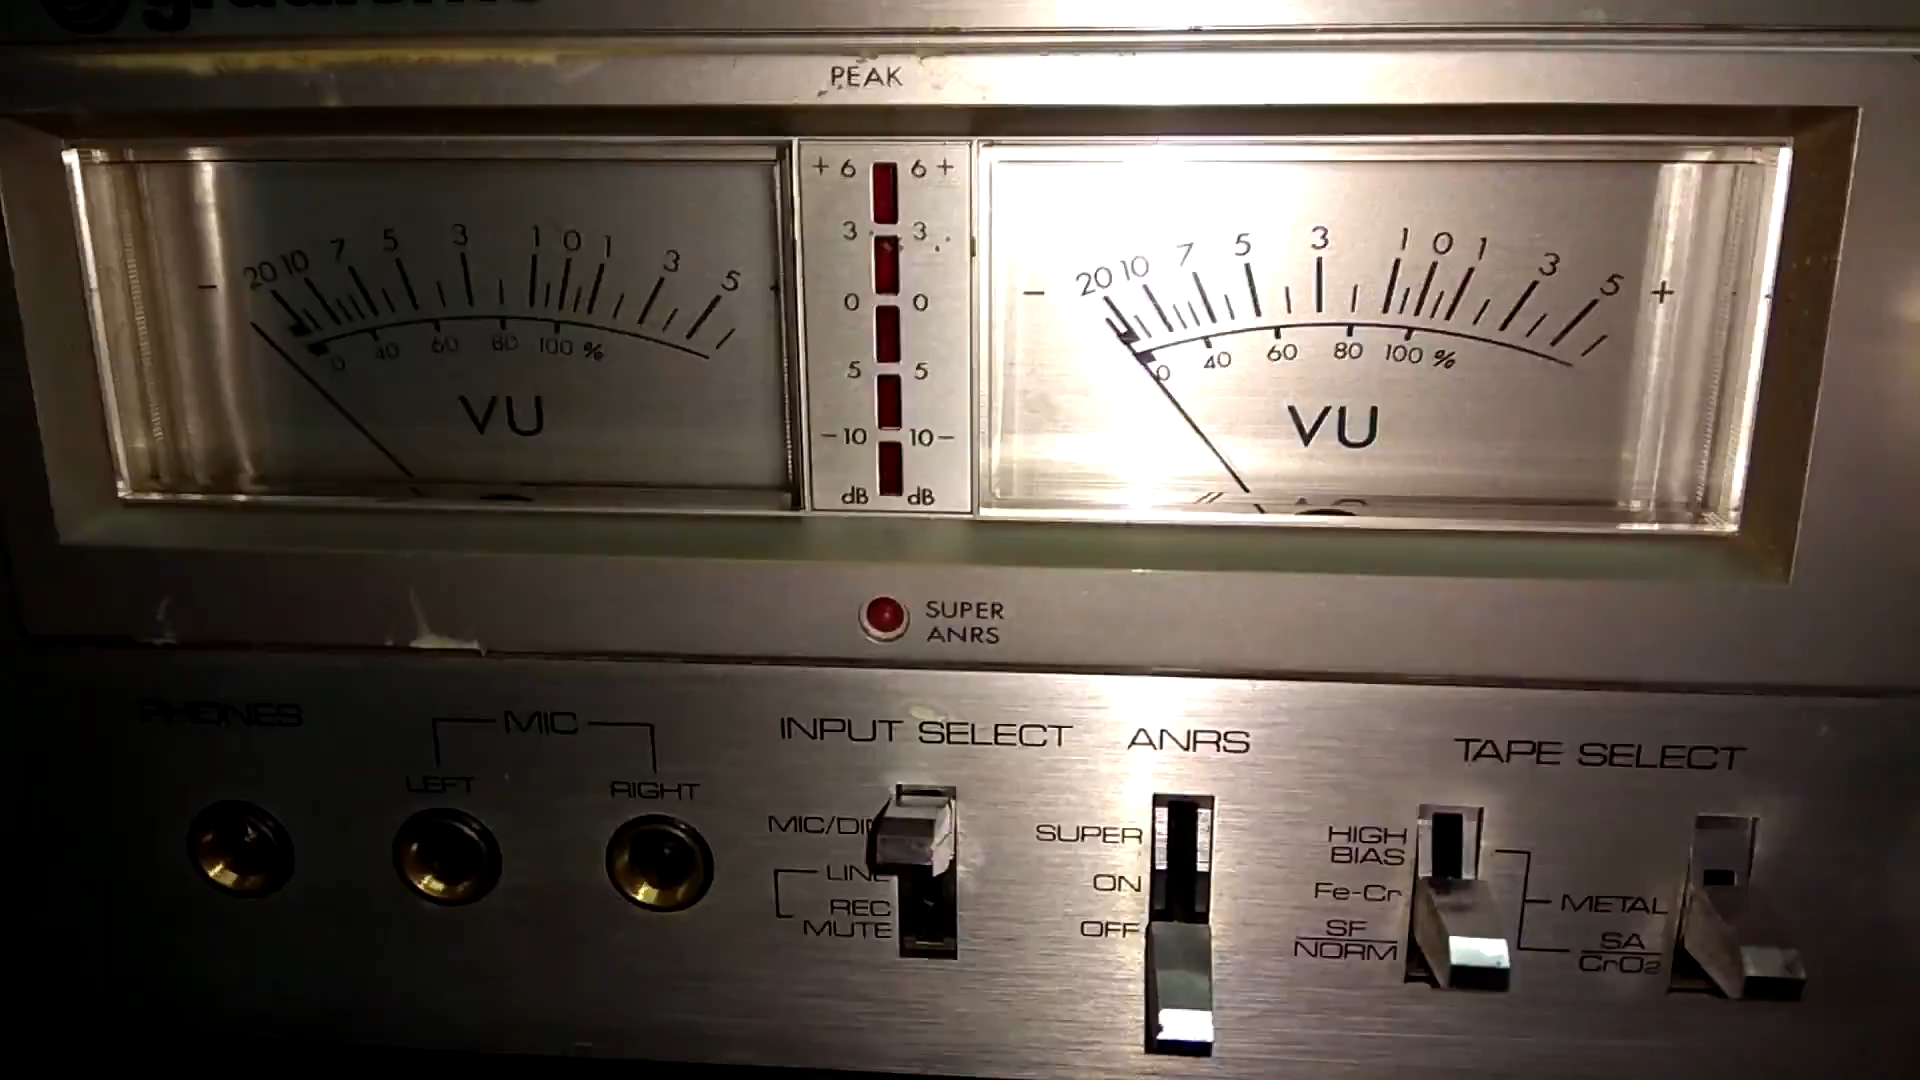 gradiente
PEAK
- 20 10 7 5 3 1 0 1 3 5
0 40 60 80 100 %
VU
+ 6 6 +
3 3
0 0
5 5
-10 10-
dB dB
- 20 10 7 5 3 1 0 1 3 5 +
0 40 60 80 100 %
VU
SUPER
ANRS
PHONES
MIC
LEFT
RIGHT
INPUT SELECT
MIC/DI
LINE
REC
MUTE
ANRS
SUPER
ON
OFF
TAPE SELECT
HIGH
BIAS
Fe-Cr
SF
NORM
METAL
SA
CrO2